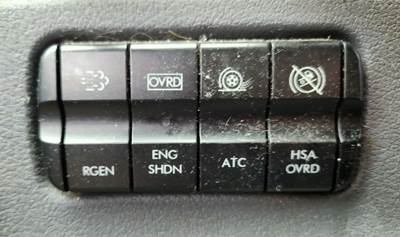 OVRD
RGEN
ENG
SHDN
ATC
HSA
OVRD